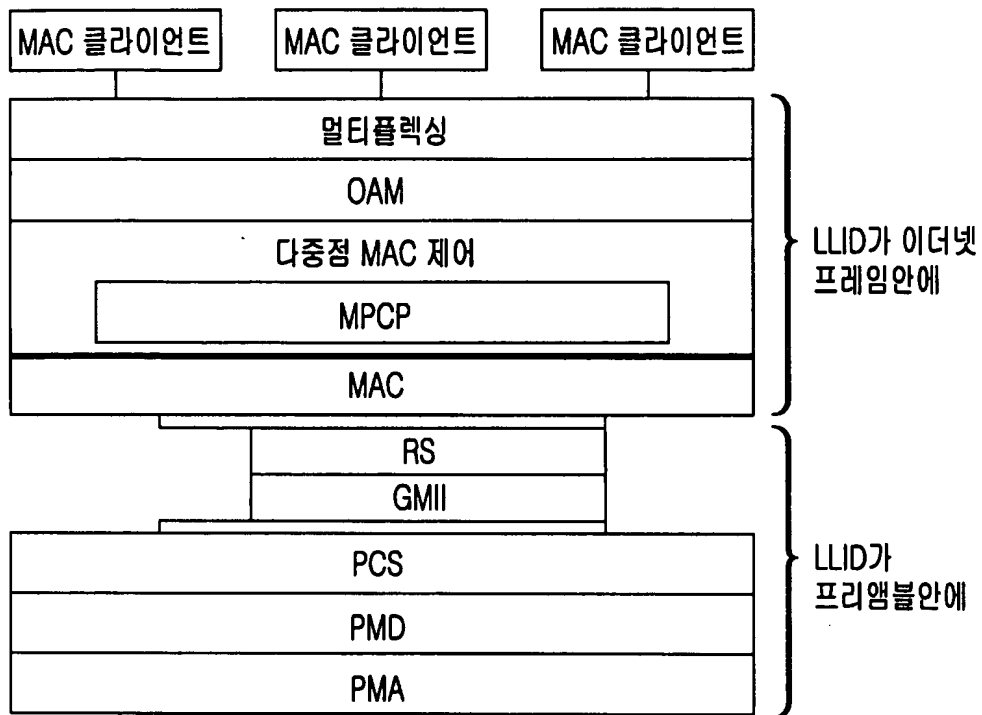 MAC 클라이언트
MAC 클라이언트
MAC 클라이언트
멀티플렉싱
OAM
다중점 MAC 제어
MPCP
MAC
LLID가 이더넷
프레임안에
RS
GMII
PCS
PMD
PMA
LLID가
프리앰블안에